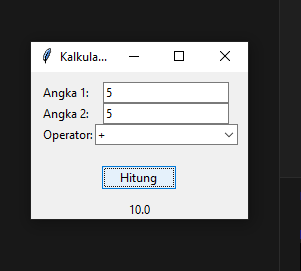 Kalkula...
Angka 1: 5
Angka 2: 5
Operator: +
Hitung
10.0